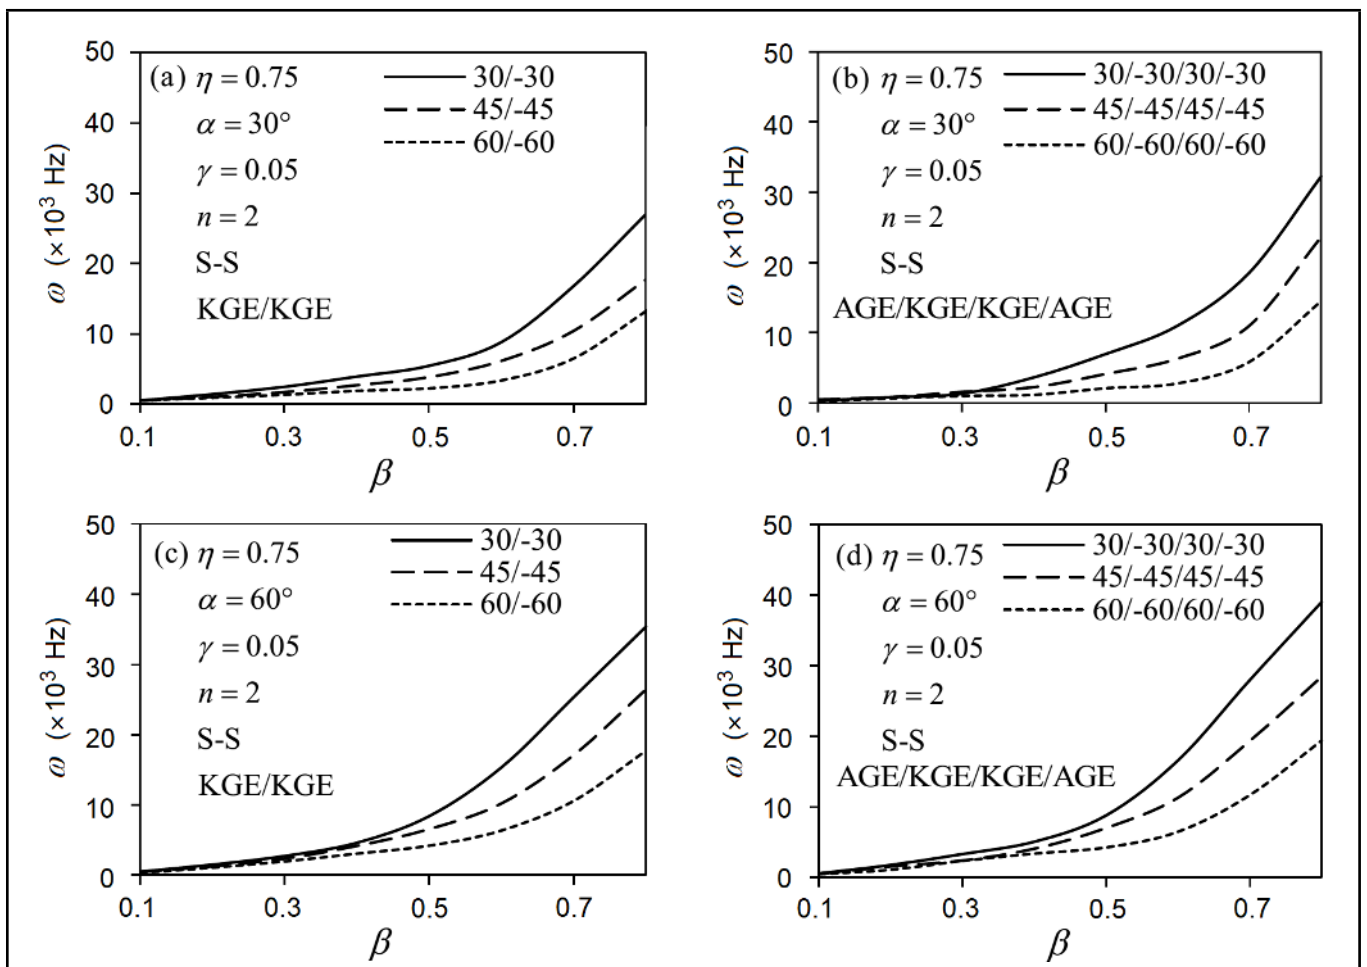 50
40
30
20
10
0
ω (×10³ Hz)
(a) η = 0.75
α = 30°
γ = 0.05
n = 2
S-S
KGE/KGE
30/-30
45/-45
60/-60
0.1 0.3 0.5 0.7
β
50
40
30
20
10
0
ω (×10³ Hz)
(b) η = 0.75
α = 30°
γ = 0.05
n = 2
S-S
AGE/KGE/KGE/AGE
30/-30/30/-30
45/-45/45/-45
60/-60/60/-60
0.1 0.3 0.5 0.7
β
50
40
30
20
10
0
ω (×10³ Hz)
(c) η = 0.75
α = 60°
γ = 0.05
n = 2
S-S
KGE/KGE
30/-30
45/-45
60/-60
0.1 0.3 0.5 0.7
β
50
40
30
20
10
0
ω (×10³ Hz)
(d) η = 0.75
α = 60°
γ = 0.05
n = 2
S-S
AGE/KGE/KGE/AGE
30/-30/30/-30
45/-45/45/-45
60/-60/60/-60
0.1 0.3 0.5 0.7
β